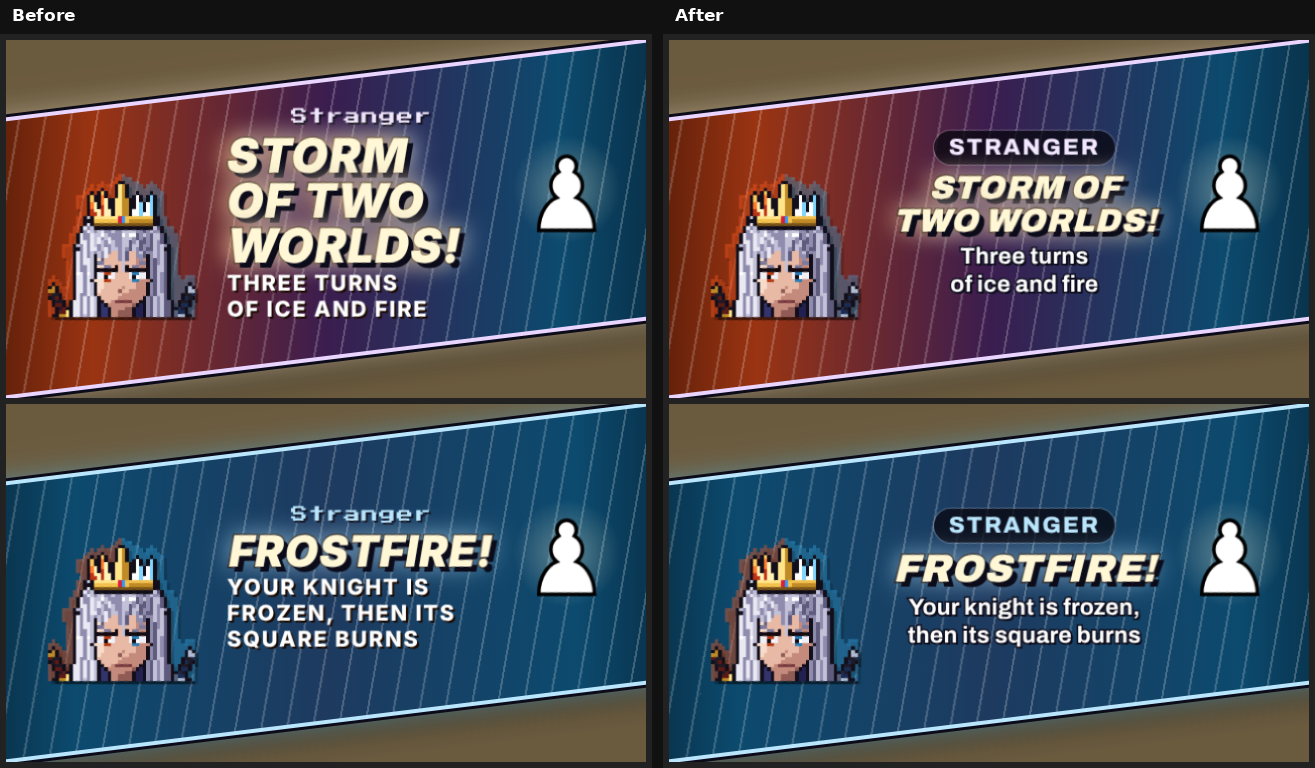 Before
After
Stranger
STORM
OF TWO
WORLDS!
THREE TURNS
OF ICE AND FIRE
STRANGER
STORM OF
TWO WORLDS!
Three turns
of ice and fire
Stranger
FROSTFIRE!
YOUR KNIGHT IS
FROZEN, THEN ITS
SQUARE BURNS
STRANGER
FROSTFIRE!
Your knight is frozen,
then its square burns